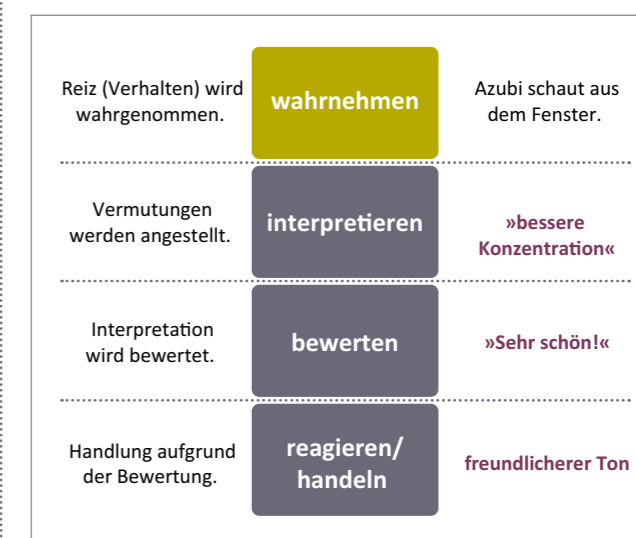 Reiz (Verhalten) wird
wahrgenommen.
wahrnehmen
Azubi schaut aus
dem Fenster.
Vermutungen
werden angestellt.
interpretieren
»bessere
Konzentration«
Interpretation
wird bewertet.
bewerten
»Sehr schön!«
Handlung aufgrund
der Bewertung.
reagieren/
handeln
freundlicherer Ton